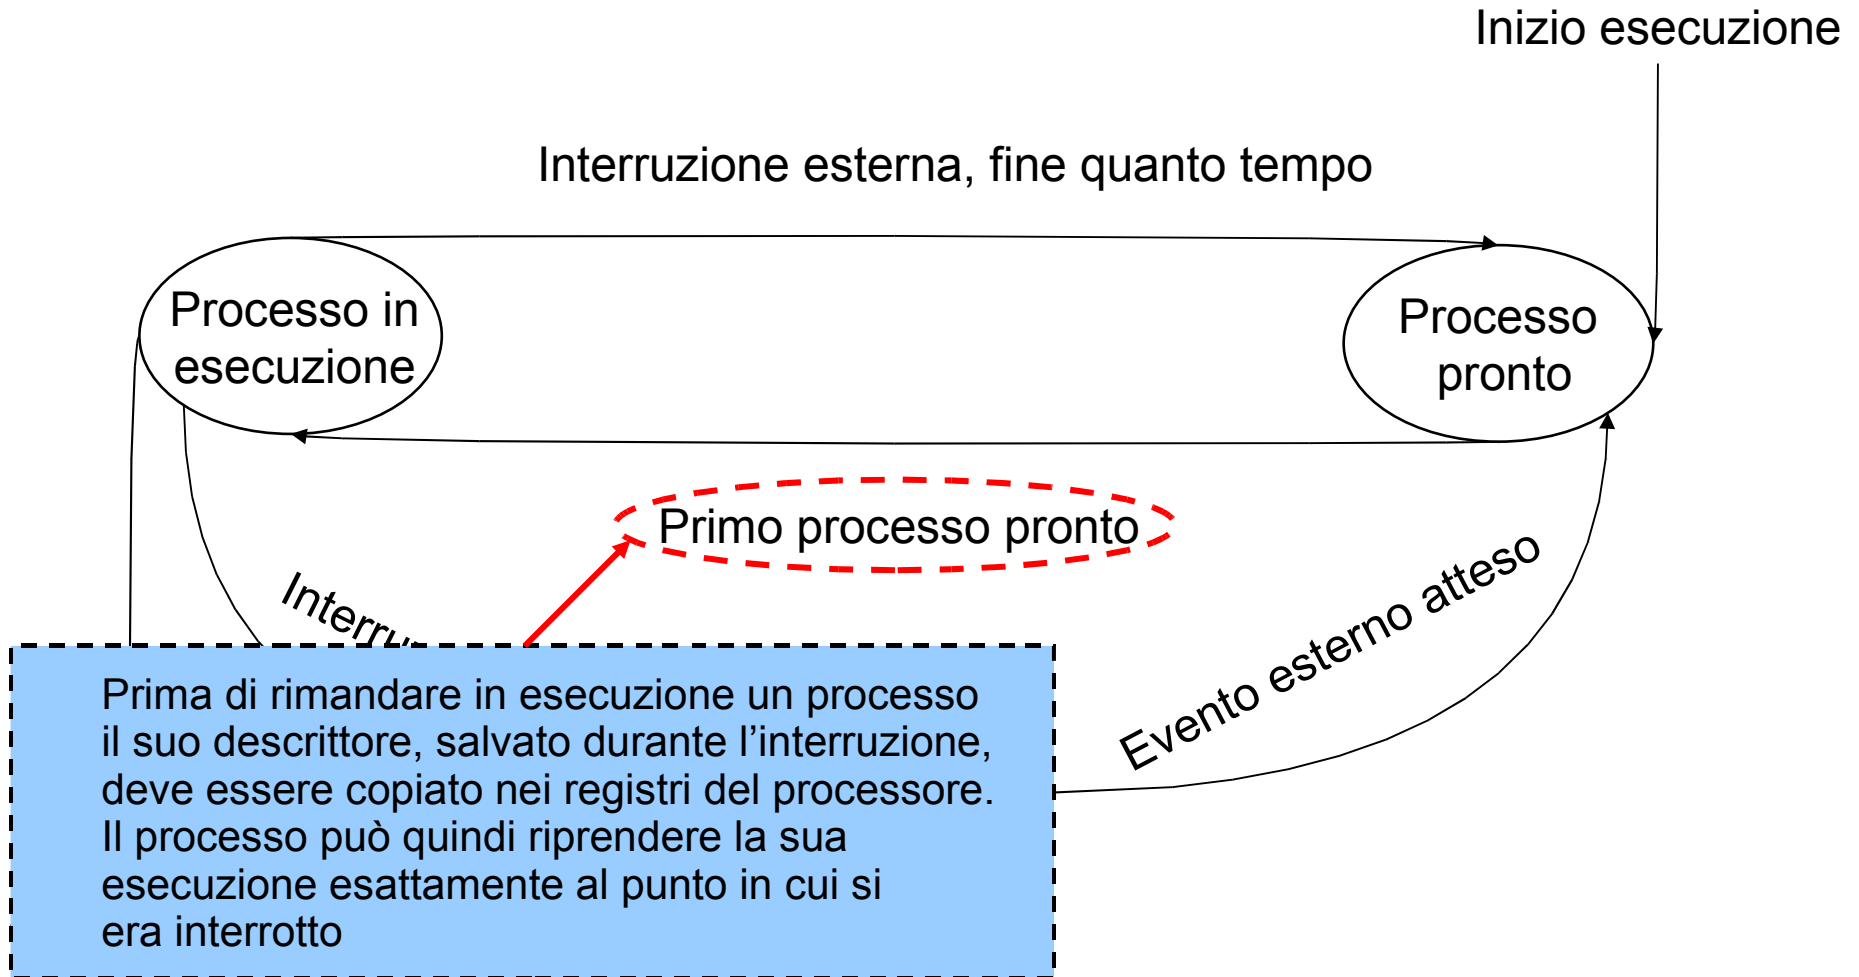 Inizio esecuzione
Interruzione esterna, fine quanto tempo
Processo in
esecuzione
Processo
pronto
Primo processo pronto
Evento esterno atteso
Prima di rimandare in esecuzione un processo
il suo descrittore, salvato durante l’interruzione,
deve essere copiato nei registri del processore.
Il processo può quindi riprendere la sua
esecuzione esattamente al punto in cui si
era interrotto